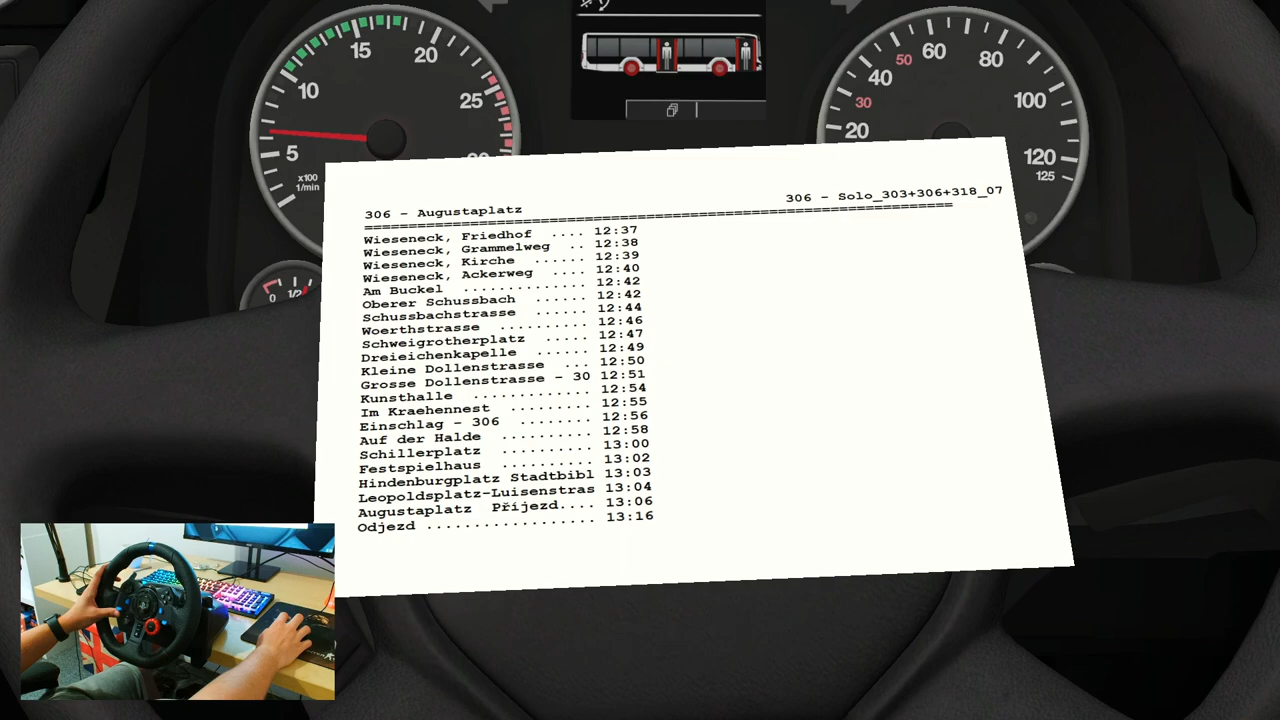 15
10
20
25
5
x100
1/min
0
1/2
20
30
40
50
60
80
100
120
125
306 - Augustaplatz 306 - Solo_303+306+318_07
================================================================
Wieseneck, Friedhof .... 12:37
Wieseneck, Grammelweg .. 12:38
Wieseneck, Kirche ...... 12:39
Wieseneck, Ackerweg .... 12:40
Am Buckel .............. 12:42
Oberer Schussbach ...... 12:42
Schussbachstrasse ...... 12:44
Woerthstrasse .......... 12:46
Schweigrotherplatz ..... 12:47
Dreieichenkapelle ...... 12:49
Kleine Dollenstrasse ... 12:50
Grosse Dollenstrasse - 30 12:51
Kunsthalle ............. 12:54
Im Kraehennest ......... 12:55
Einschlag - 306 ........ 12:56
Auf der Halde .......... 12:58
Schillerplatz .......... 13:00
Festspielhaus .......... 13:02
Hindenburgplatz Stadtbibl 13:03
Leopoldsplatz-Luisenstras 13:04
Augustaplatz Příjezd.... 13:06
Odjezd .................. 13:16